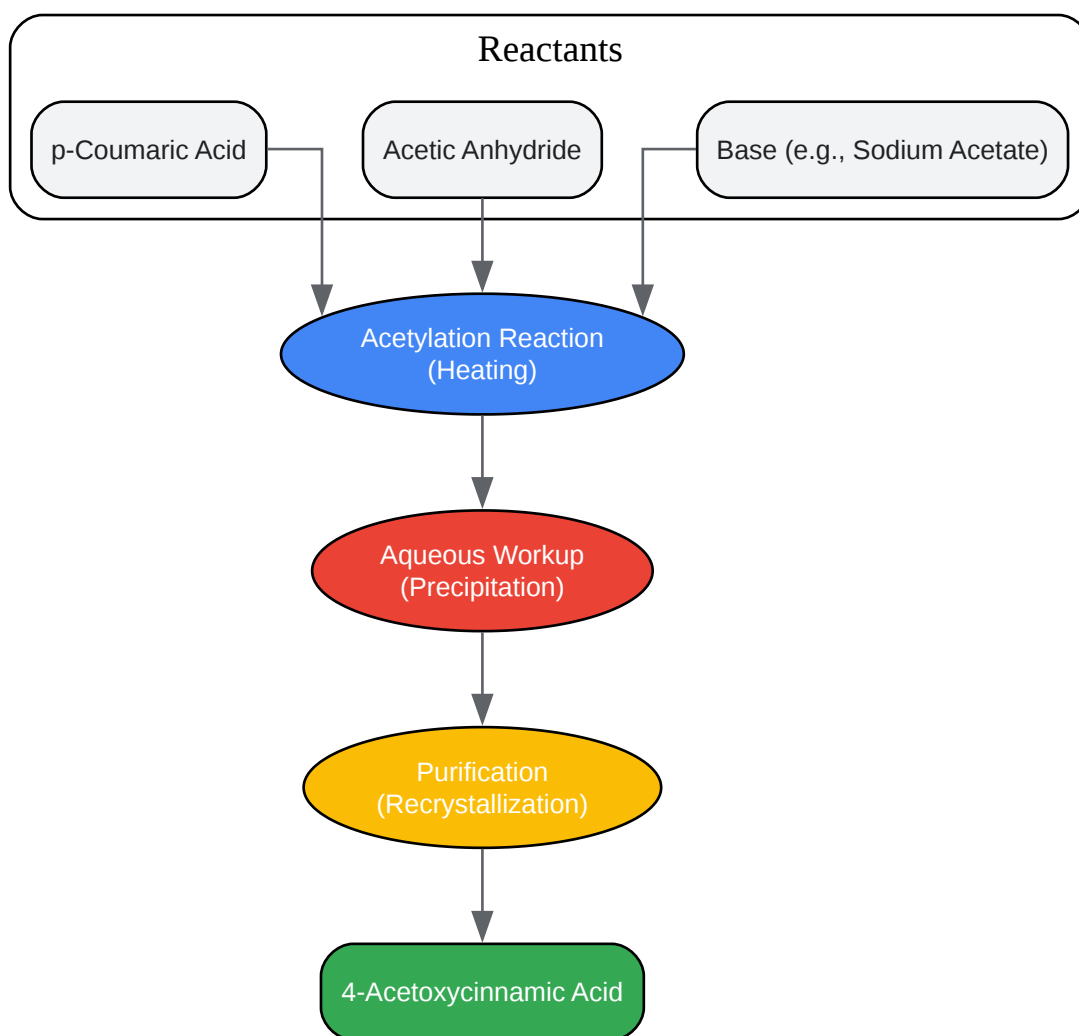 Reactants
p-Coumaric Acid
Acetic Anhydride
Base (e.g., Sodium Acetate)
Acetylation Reaction
(Heating)
Aqueous Workup
(Precipitation)
Purification
(Recrystallization)
4-Acetoxycinnamic Acid